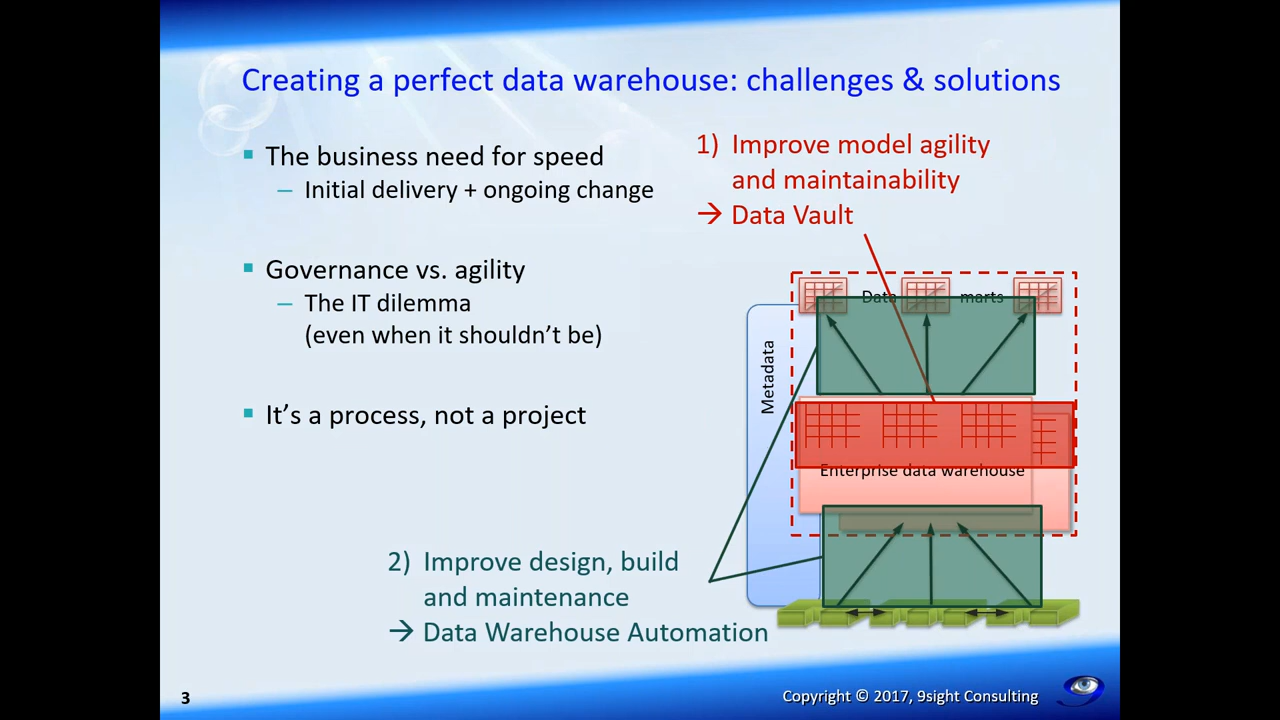 Creating a perfect data warehouse: challenges & solutions
▪ The business need for speed
– Initial delivery + ongoing change
▪ Governance vs. agility
– The IT dilemma
(even when it shouldn’t be)
▪ It’s a process, not a project
1) Improve model agility
and maintainability
→ Data Vault
Data marts
Metadata
Enterprise data warehouse
2) Improve design, build
and maintenance
→ Data Warehouse Automation
3
Copyright © 2017, 9sight Consulting